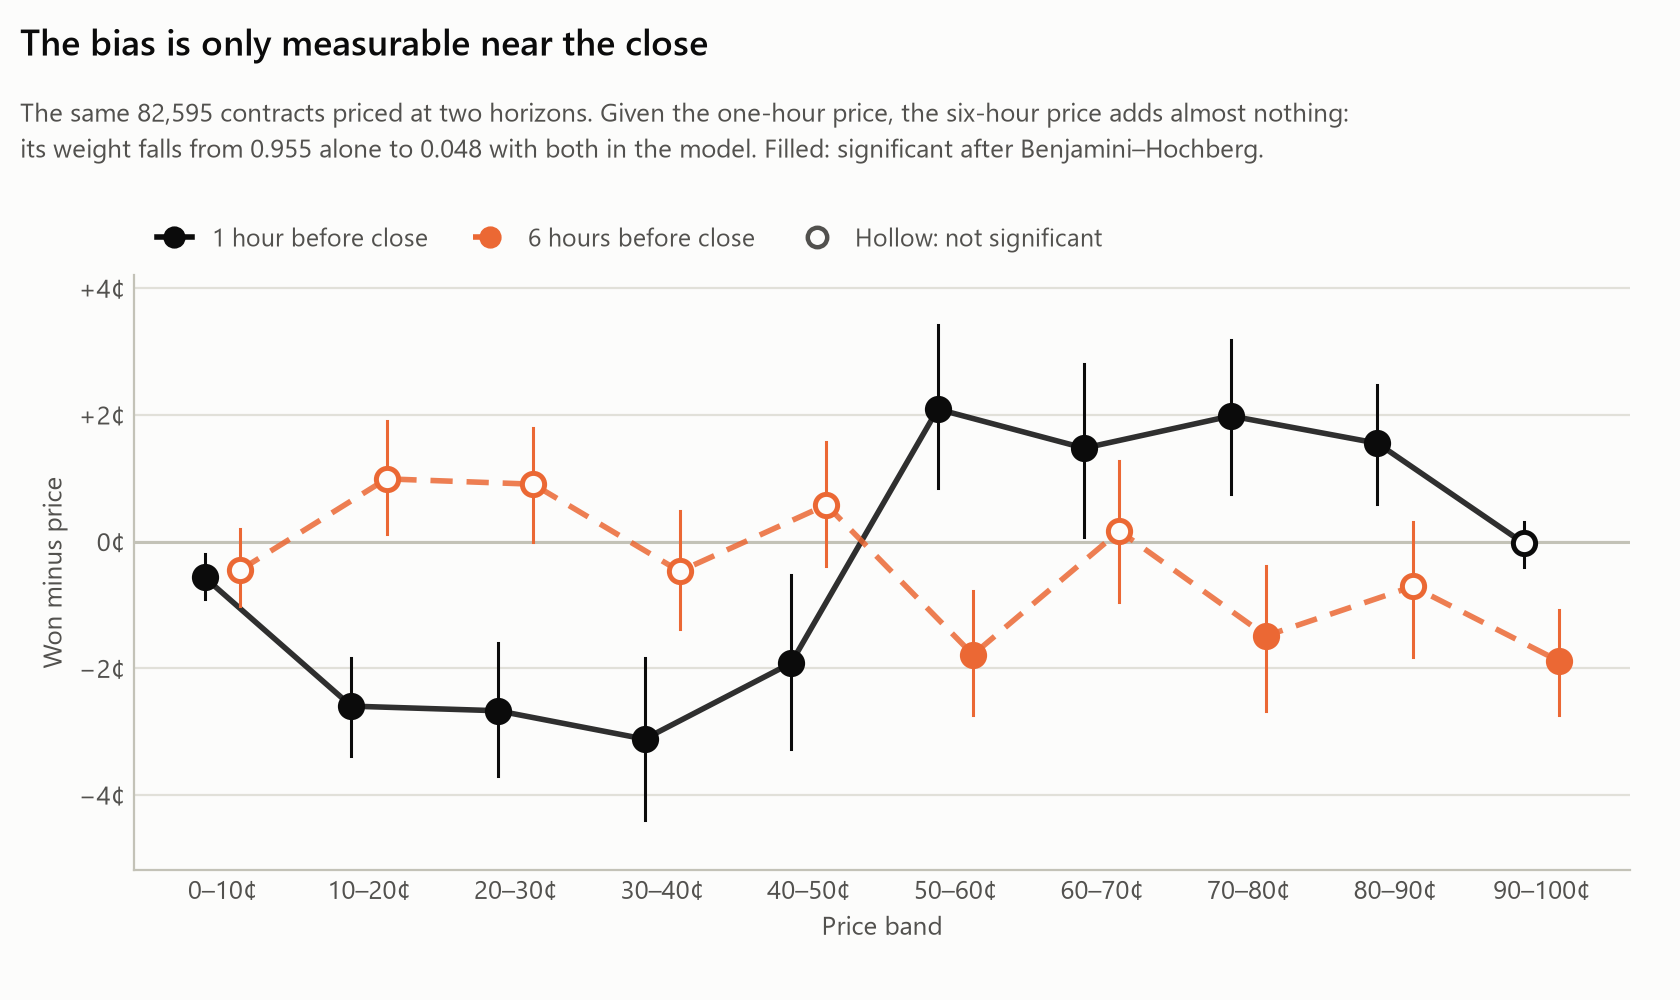 The bias is only measurable near the close
The same 82,595 contracts priced at two horizons. Given the one-hour price, the six-hour price adds almost nothing:
its weight falls from 0.955 alone to 0.048 with both in the model. Filled: significant after Benjamini–Hochberg.
1 hour before close
6 hours before close
Hollow: not significant
+4¢
+2¢
0¢
−2¢
−4¢
Won minus price
0–10¢
10–20¢
20–30¢
30–40¢
40–50¢
50–60¢
60–70¢
70–80¢
80–90¢
90–100¢
Price band